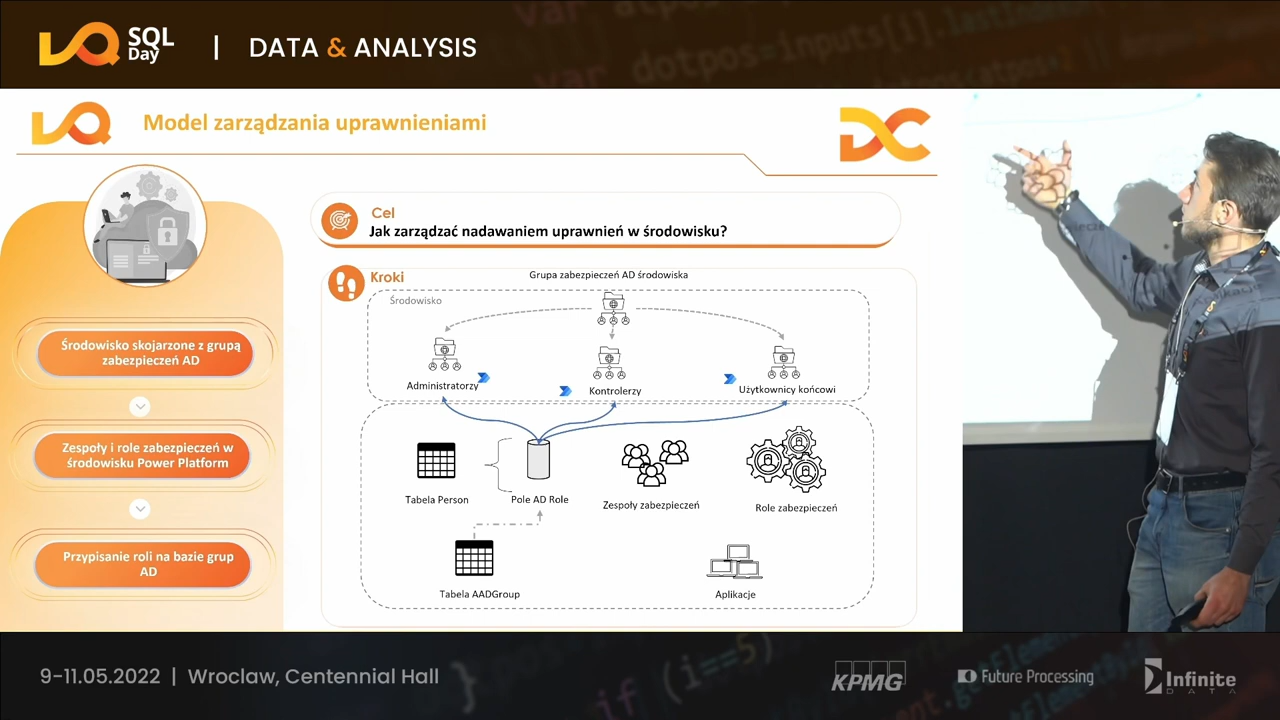 SQL
Day
| DATA & ANALYSIS
Model zarządzania uprawnieniami
Środowisko skojarzone z grupą
zabezpieczeń AD
Zespoły i role zabezpieczeń w
środowisku Power Platform
Przypisanie roli na bazie grup
AD
Cel
Jak zarządzać nadawaniem uprawnień w środowisku?
Kroki
Grupa zabezpieczeń AD środowiska
Środowisko
Administratorzy
Kontrolerzy
Użytkownicy końcowi
Tabela Person
Pole AD Role
Zespoły zabezpieczeń
Role zabezpieczeń
Tabela AADGroup
Aplikacje
9-11.05.2022 | Wroclaw, Centennial Hall
KPMG
Future Processing
Infinite
DATA